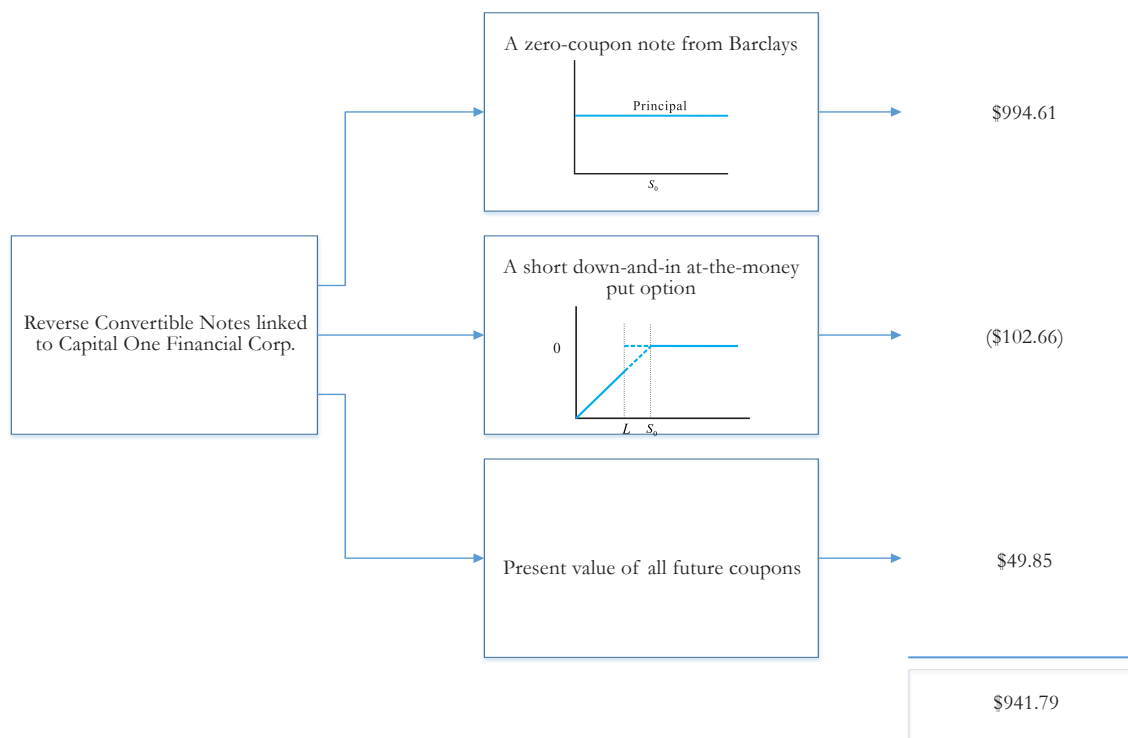 A zero-coupon note from Barclays
Principal
S₀
$994.61
Reverse Convertible Notes linked
to Capital One Financial Corp.
A short down-and-in at-the-money
put option
0
L S₀
($102.66)
Present value of all future coupons
$49.85
$941.79